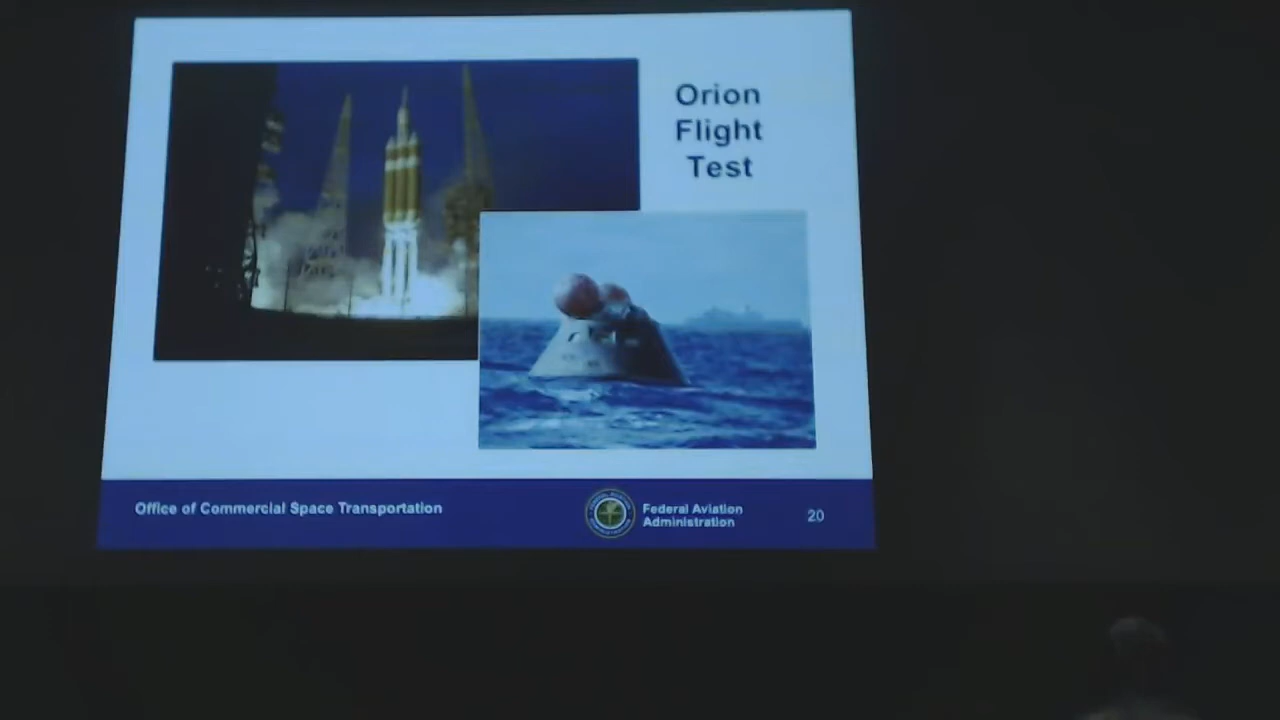 Orion
Flight
Test
Office of Commercial Space Transportation
Federal Aviation
Administration
20